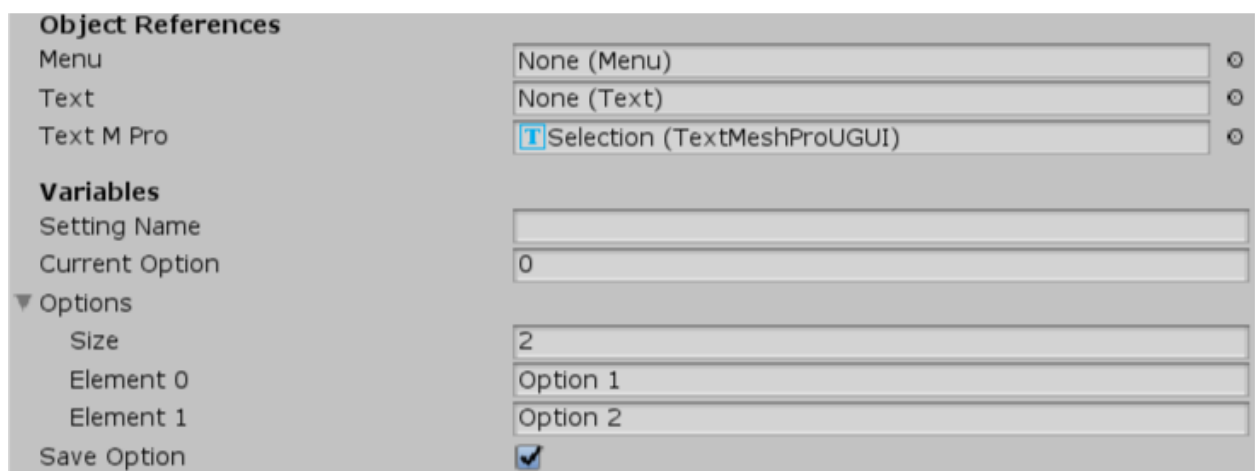 Object References
Menu None (Menu)
Text None (Text)
Text M Pro Selection (TextMeshProUGUI)
Variables
Setting Name
Current Option 0
Options
Size 2
Element 0 Option 1
Element 1 Option 2
Save Option